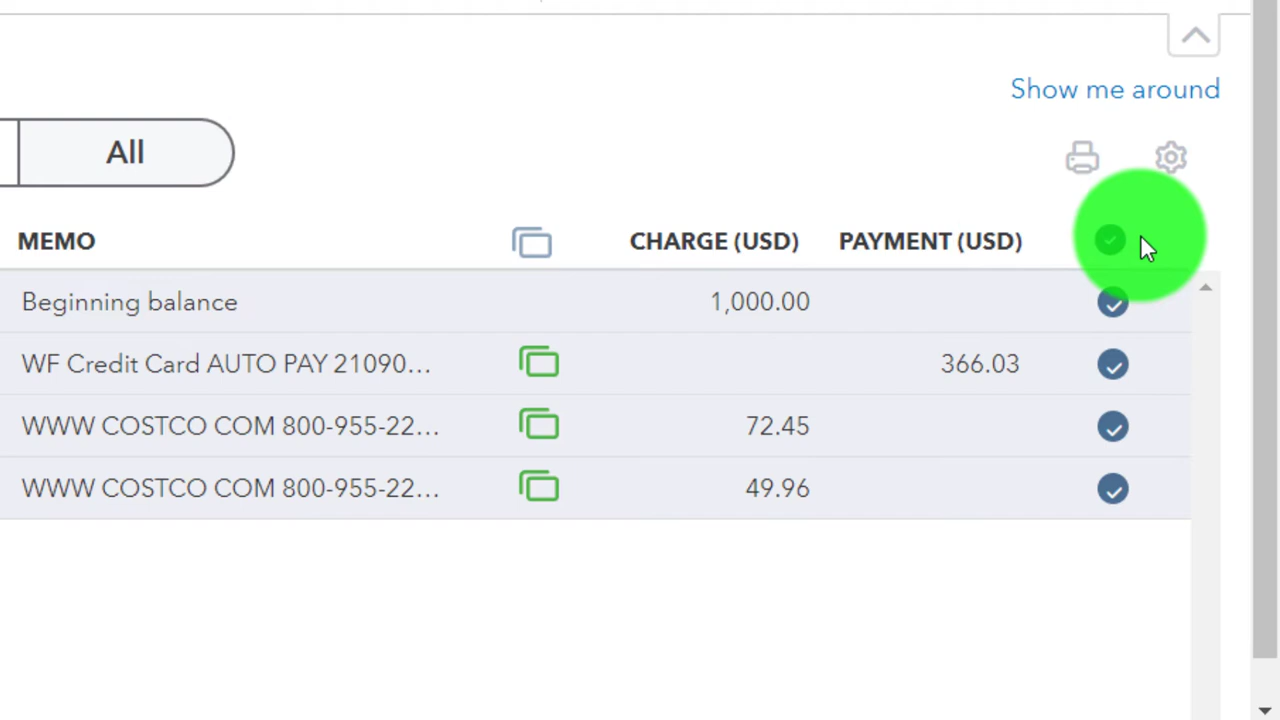 Show me around
All
MEMO CHARGE (USD) PAYMENT (USD)
Beginning balance 1,000.00
WF Credit Card AUTO PAY 21090... 366.03
WWW COSTCO COM 800-955-22... 72.45
WWW COSTCO COM 800-955-22... 49.96